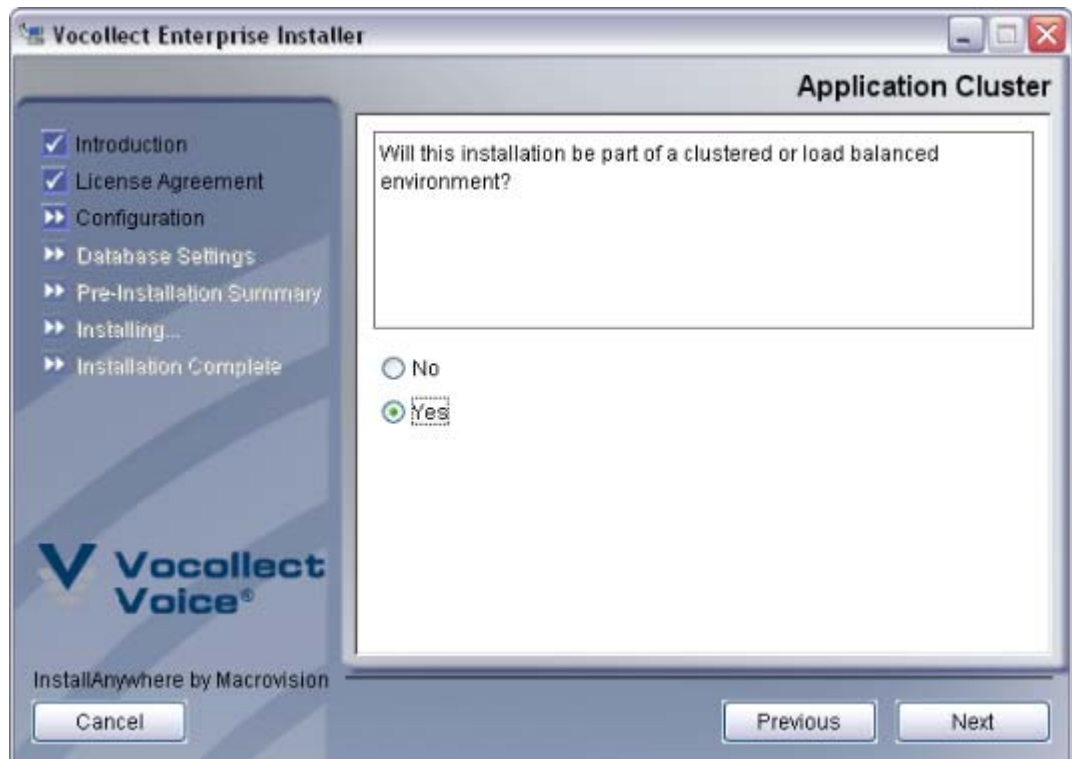 Vocollect Enterprise Installer
Application Cluster
Introduction
License Agreement
Configuration
Database Settings
Pre-Installation Summary
Installing...
Installation Complete
Will this installation be part of a clustered or load balanced
environment?
No
Yes
Vocollect
Voice®
InstallAnywhere by Macrovision
Cancel
Previous
Next